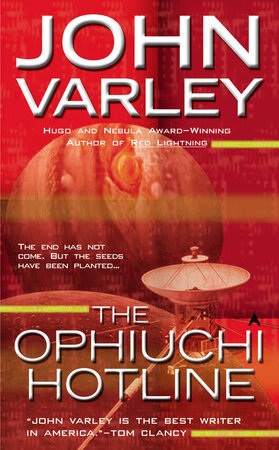 JOHN
VARLEY
HUGO AND NEBULA AWARD–WINNING
AUTHOR OF RED LIGHTNING
THE END HAS NOT
COME. BUT THE SEEDS
HAVE BEEN PLANTED...
THE
OPHIUCHI
HOTLINE
"JOHN VARLEY IS THE BEST WRITER
IN AMERICA."–TOM CLANCY